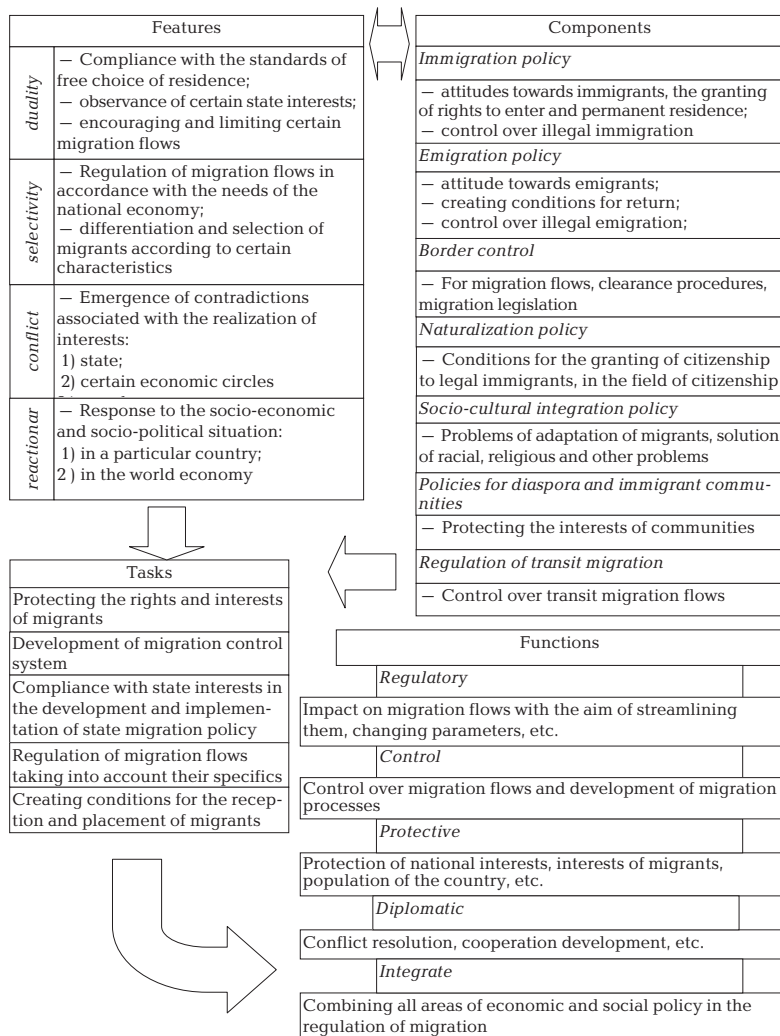 Features
duality
— Compliance with the standards of
free choice of residence;
— observance of certain state interests;
— encouraging and limiting certain
migration flows
selectivity
— Regulation of migration flows in
accordance with the needs of the
national economy;
— differentiation and selection of
migrants according to certain
characteristics
conflict
— Emergence of contradictions
associated with the realization of
interests:
1) state;
2) certain economic circles
reactionar
— Response to the socio-economic
and socio-political situation:
1) in a particular country;
2 ) in the world economy
Components
Immigration policy
— attitudes towards immigrants, the granting
of rights to enter and permanent residence;
— control over illegal immigration
Emigration policy
— attitude towards emigrants;
— creating conditions for return;
— control over illegal emigration;
Border control
— For migration flows, clearance procedures,
migration legislation
Naturalization policy
— Conditions for the granting of citizenship
to legal immigrants, in the field of citizenship
Socio-cultural integration policy
— Problems of adaptation of migrants, solution
of racial, religious and other problems
Policies for diaspora and immigrant commu-
nities
— Protecting the interests of communities
Regulation of transit migration
— Control over transit migration flows
Tasks
Protecting the rights and interests
of migrants
Development of migration control
system
Compliance with state interests in
the development and implemen-
tation of state migration policy
Regulation of migration flows
taking into account their specifics
Creating conditions for the recep-
tion and placement of migrants
Functions
Regulatory
Impact on migration flows with the aim of streamlining
them, changing parameters, etc.
Control
Control over migration flows and development of migration
processes
Protective
Protection of national interests, interests of migrants,
population of the country, etc.
Diplomatic
Conflict resolution, cooperation development, etc.
Integrate
Combining all areas of economic and social policy in the
regulation of migration